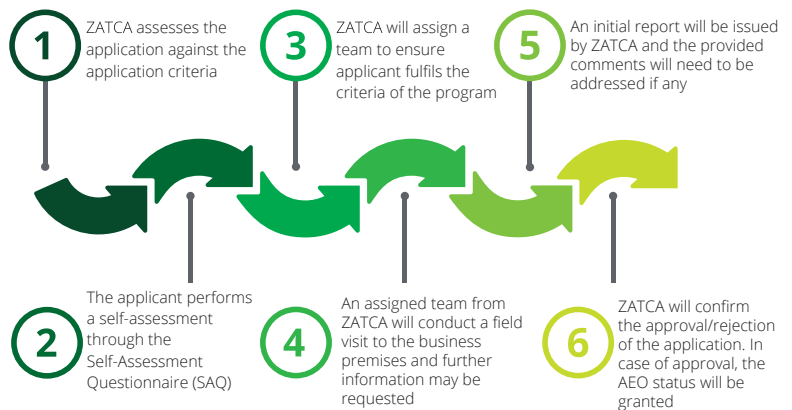 1
ZATCA assesses the
application against the
application criteria
2
The applicant performs
a self-assessment
through the
Self-Assessment
Questionnaire (SAQ)
3
ZATCA will assign a
team to ensure
applicant fulfils the
criteria of the program
4
An assigned team from
ZATCA will conduct a field
visit to the business
premises and further
information may be
requested
5
An initial report will be issued
by ZATCA and the provided
comments will need to be
addressed if any
6
ZATCA will confirm
the approval/rejection
of the application. In
case of approval, the
AEO status will be
granted